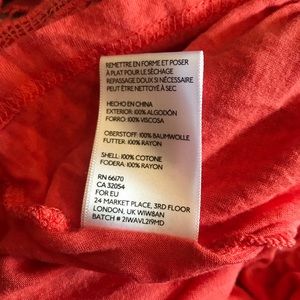 REMETTRE EN FORME ET POSER
À PLAT POUR LE SÉCHAGE
REPASSAGE DOUX SI NÉCESSAIRE
PEUT ÊTRE NETTOYÉ À SEC
HECHO EN CHINA
EXTERIOR: 100% ALGODÓN
FORRO: 100% VISCOSA
OBERSTOFF: 100% BAUMWOLLE
FUTTER: 100% RAYON
SHELL: 100% COTONE
FODERA: 100% RAYON
RN 66170
CA 32054
FOR EU
24 MARKET PLACE, 3RD FLOOR
LONDON, UK W1W8AN
BATCH # 21WAVL219MD